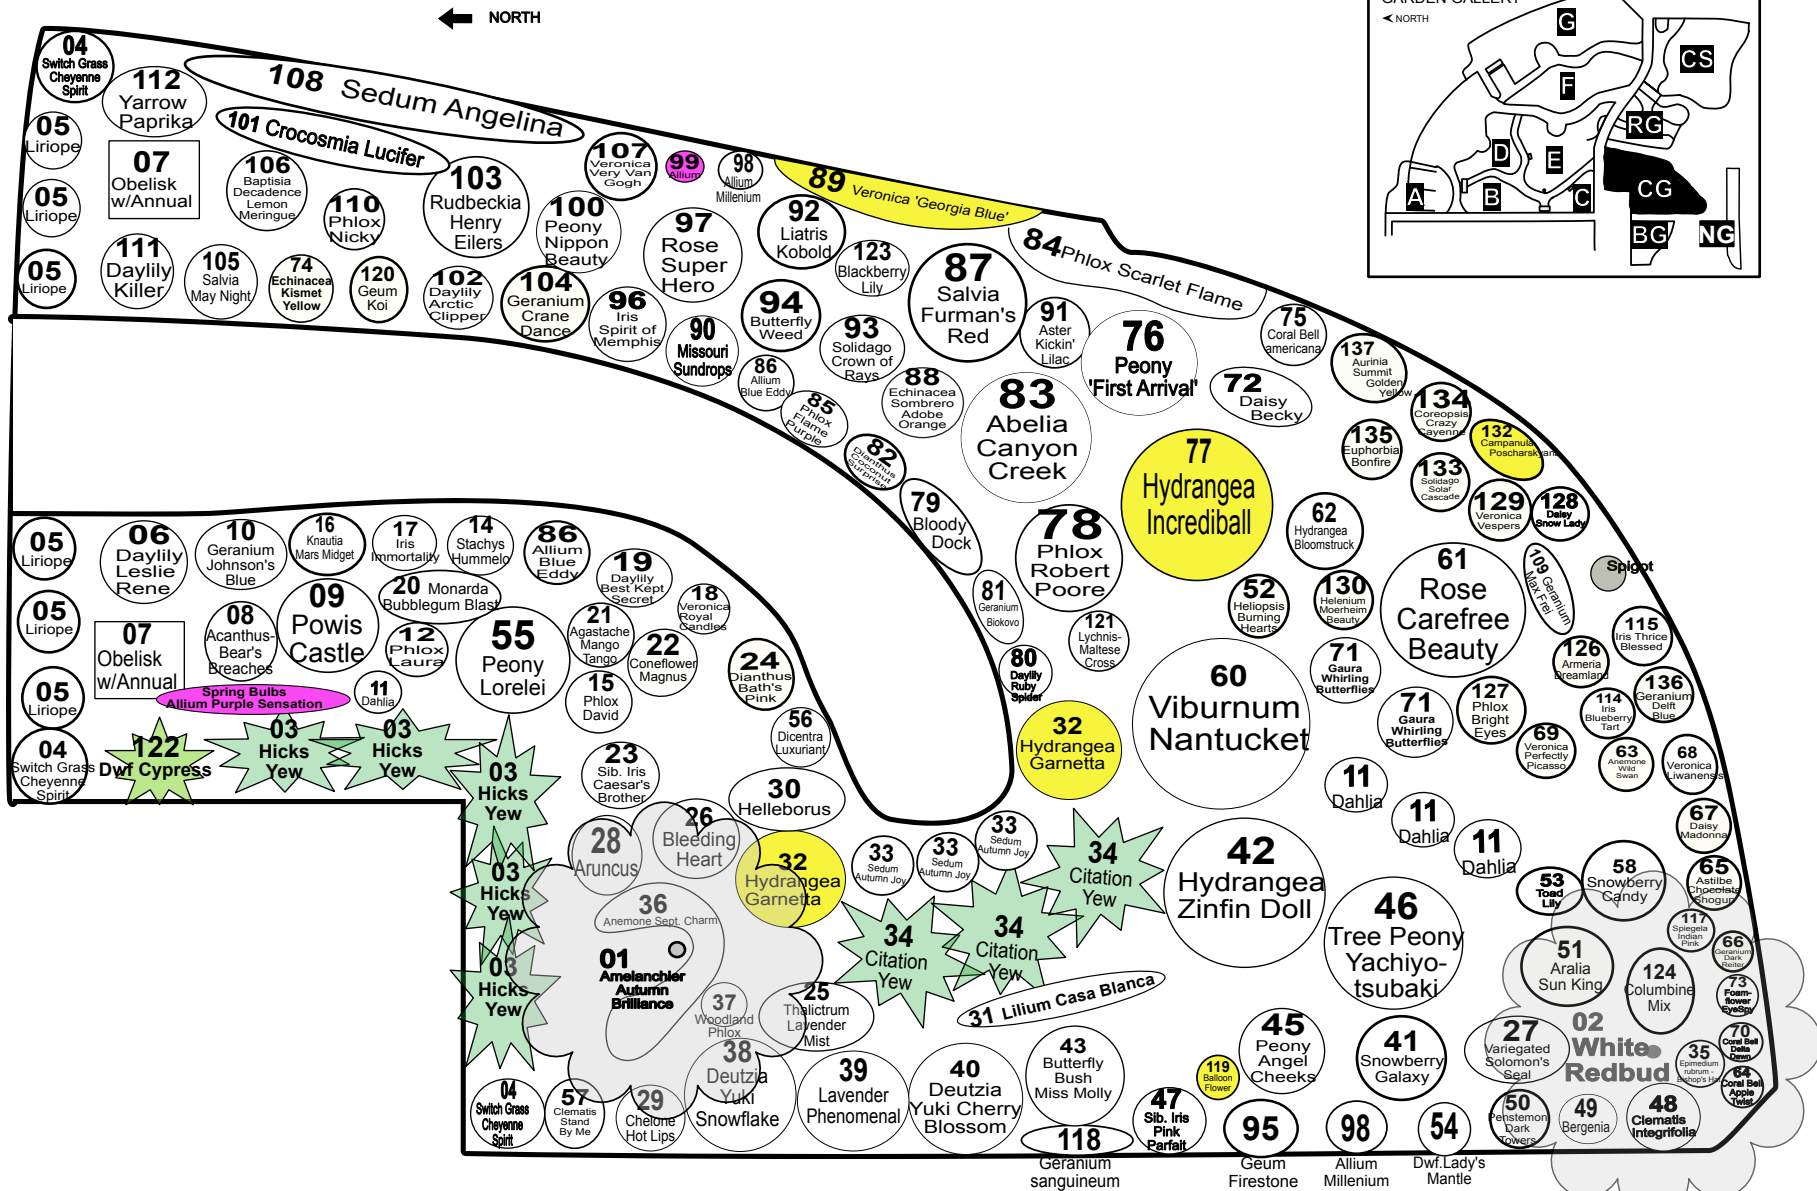 NORTH
GARDEN GALLERY
NORTH
G
CS
F
RG
D
E
CG
A
B
C
BG
NG
04
Switch Grass
Cheyenne
Spirit
112
Yarrow
Paprika
108 Sedum Angelina
101 Crocosmia Lucifer
05
Liriope
07
Obelisk
w/Annual
106
Baptisia
Decadence
Lemon
Meringue
110
Phlox
Nicky
103
Rudbeckia
Henry
Eilers
107
Veronica
Very Van
Gogh
99
Allium
98
Allium
Millenium
89 Veronica 'Georgia Blue'
05
Liriope
100
Peony
Nippon
Beauty
97
Rose
Super
Hero
92
Liatris
Kobold
123
Blackberry
Lily
84 Phlox Scarlet Flame
05
Liriope
111
Daylily
Killer
105
Salvia
May Night
74
Echinacea
Kismet
Yellow
120
Geum
Koi
102
Daylily
Arctic
Clipper
104
Geranium
Crane
Dance
96
Iris
Spirit of
Memphis
90
Missouri
Sundrops
94
Butterfly
Weed
93
Solidago
Crown of
Rays
87
Salvia
Furman's
Red
91
Aster
Kickin'
Lilac
76
Peony
'First Arrival'
75
Coral Bell
americana
137
Aurinia
Summit
Golden
Yellow
86
Allium
Blue Eddy
85
Phlox
Flame
Purple
88
Echinacea
Sombrero
Adobe
Orange
83
Abelia
Canyon
Creek
72
Daisy
Becky
134
Coreopsis
Crazy
Cayenne
132
Campanula
Poscharskyana
82
Dianthus
Coconut
Surprise
77
Hydrangea
Incrediball
135
Euphorbia
Bonfire
133
Solidago
Solar
Cascade
129
Veronica
Vespers
128
Daisy
Snow Lady
79
Bloody
Dock
78
Phlox
Robert
Poore
62
Hydrangea
Bloomstruck
61
Rose
Carefree
Beauty
109 Geranium
Max Frei
Spigot
05
Liriope
06
Daylily
Leslie
Rene
10
Geranium
Johnson's
Blue
16
Knautia
Mars Midget
17
Iris
Immortality
14
Stachys
Hummelo
86
Allium
Blue
Eddy
19
Daylily
Best Kept
Secret
18
Veronica
Royal
Candles
81
Geranium
Biokovo
121
Lychnis-
Maltese
Cross
52
Heliopsis
Burning
Hearts
130
Helenium
Moerheim
Beauty
115
Iris Thrice
Blessed
05
Liriope
07
Obelisk
w/Annual
08
Acanthus-
Bear's
Breaches
09
Powis
Castle
20 Monarda
Bubblegum Blast
12
Phlox
Laura
55
Peony
Lorelei
21
Agastache
Mango
Tango
22
Coneflower
Magnus
24
Dianthus
Bath's
Pink
80
Daylily
Ruby
Spider
60
Viburnum
Nantucket
71
Gaura
Whirling
Butterflies
126
Armeria
Dreamland
136
Geranium
Delft
Blue
05
Liriope
Spring Bulbs
Allium Purple Sensation
11
Dahlia
15
Phlox
David
56
Dicentra
Luxuriant
32
Hydrangea
Garnetta
71
Gaura
Whirling
Butterflies
127
Phlox
Bright
Eyes
114
Iris
Blueberry
Tart
04
Switch Grass
Cheyenne
Spirit
122
Dwf Cypress
03
Hicks
Yew
03
Hicks
Yew
03
Hicks
Yew
23
Sib. Iris
Caesar's
Brother
30
Helleborus
11
Dahlia
69
Veronica
Perfectly
Picasso
63
Anemone
Wild
Swan
68
Veronica
Liwanensis
11
Dahlia
11
Dahlia
67
Daisy
Madonna
28
Aruncus
26
Bleeding
Heart
32
Hydrangea
Garnetta
33
Sedum
Autumn Joy
33
Sedum
Autumn Joy
33
Sedum
Autumn Joy
34
Citation
Yew
42
Hydrangea
Zinfin Doll
53
Toad
Lily
58
Snowberry
Candy
65
Astilbe
Chocolate
Shogun
03
Hicks
Yew
36
Anemone Sept. Charm
34
Citation
Yew
34
Citation
Yew
46
Tree Peony
Yachiyo-
tsubaki
117
Spiegela
Indian
Pink
66
Geranium
Dark
Reiter
03
Hicks
Yew
01
Amelanchier
Autumn
Brilliance
37
Woodland
Phlox
25
Thalictrum
Lavender
Mist
31 Lilium Casa Blanca
51
Aralia
Sun King
124
Columbine
Mix
73
Foam-
flower
EyeSpy
38
Deutzia
Yuki
Snowflake
39
Lavender
Phenomenal
40
Deutzia
Yuki Cherry
Blossom
43
Butterfly
Bush
Miss Molly
45
Peony
Angel
Cheeks
41
Snowberry
Galaxy
27
Variegated
Solomon's
Seal
02
White
Redbud
35
Epimedium
rubrum -
Bishop's Hat
70
Coral Bell
Delta
Dawn
64
Coral Bell
Apple
Twist
04
Switch Grass
Cheyenne
Spirit
57
Clematis
Stand
By Me
29
Chelone
Hot Lips
118
Geranium
sanguineum
47
Sib. Iris
Pink
Parfait
119
Balloon
Flower
95
Geum
Firestone
98
Allium
Millenium
54
Dwf.Lady's
Mantle
50
Penstemon
Dark
Towers
49
Bergenia
48
Clematis
Integrifolia